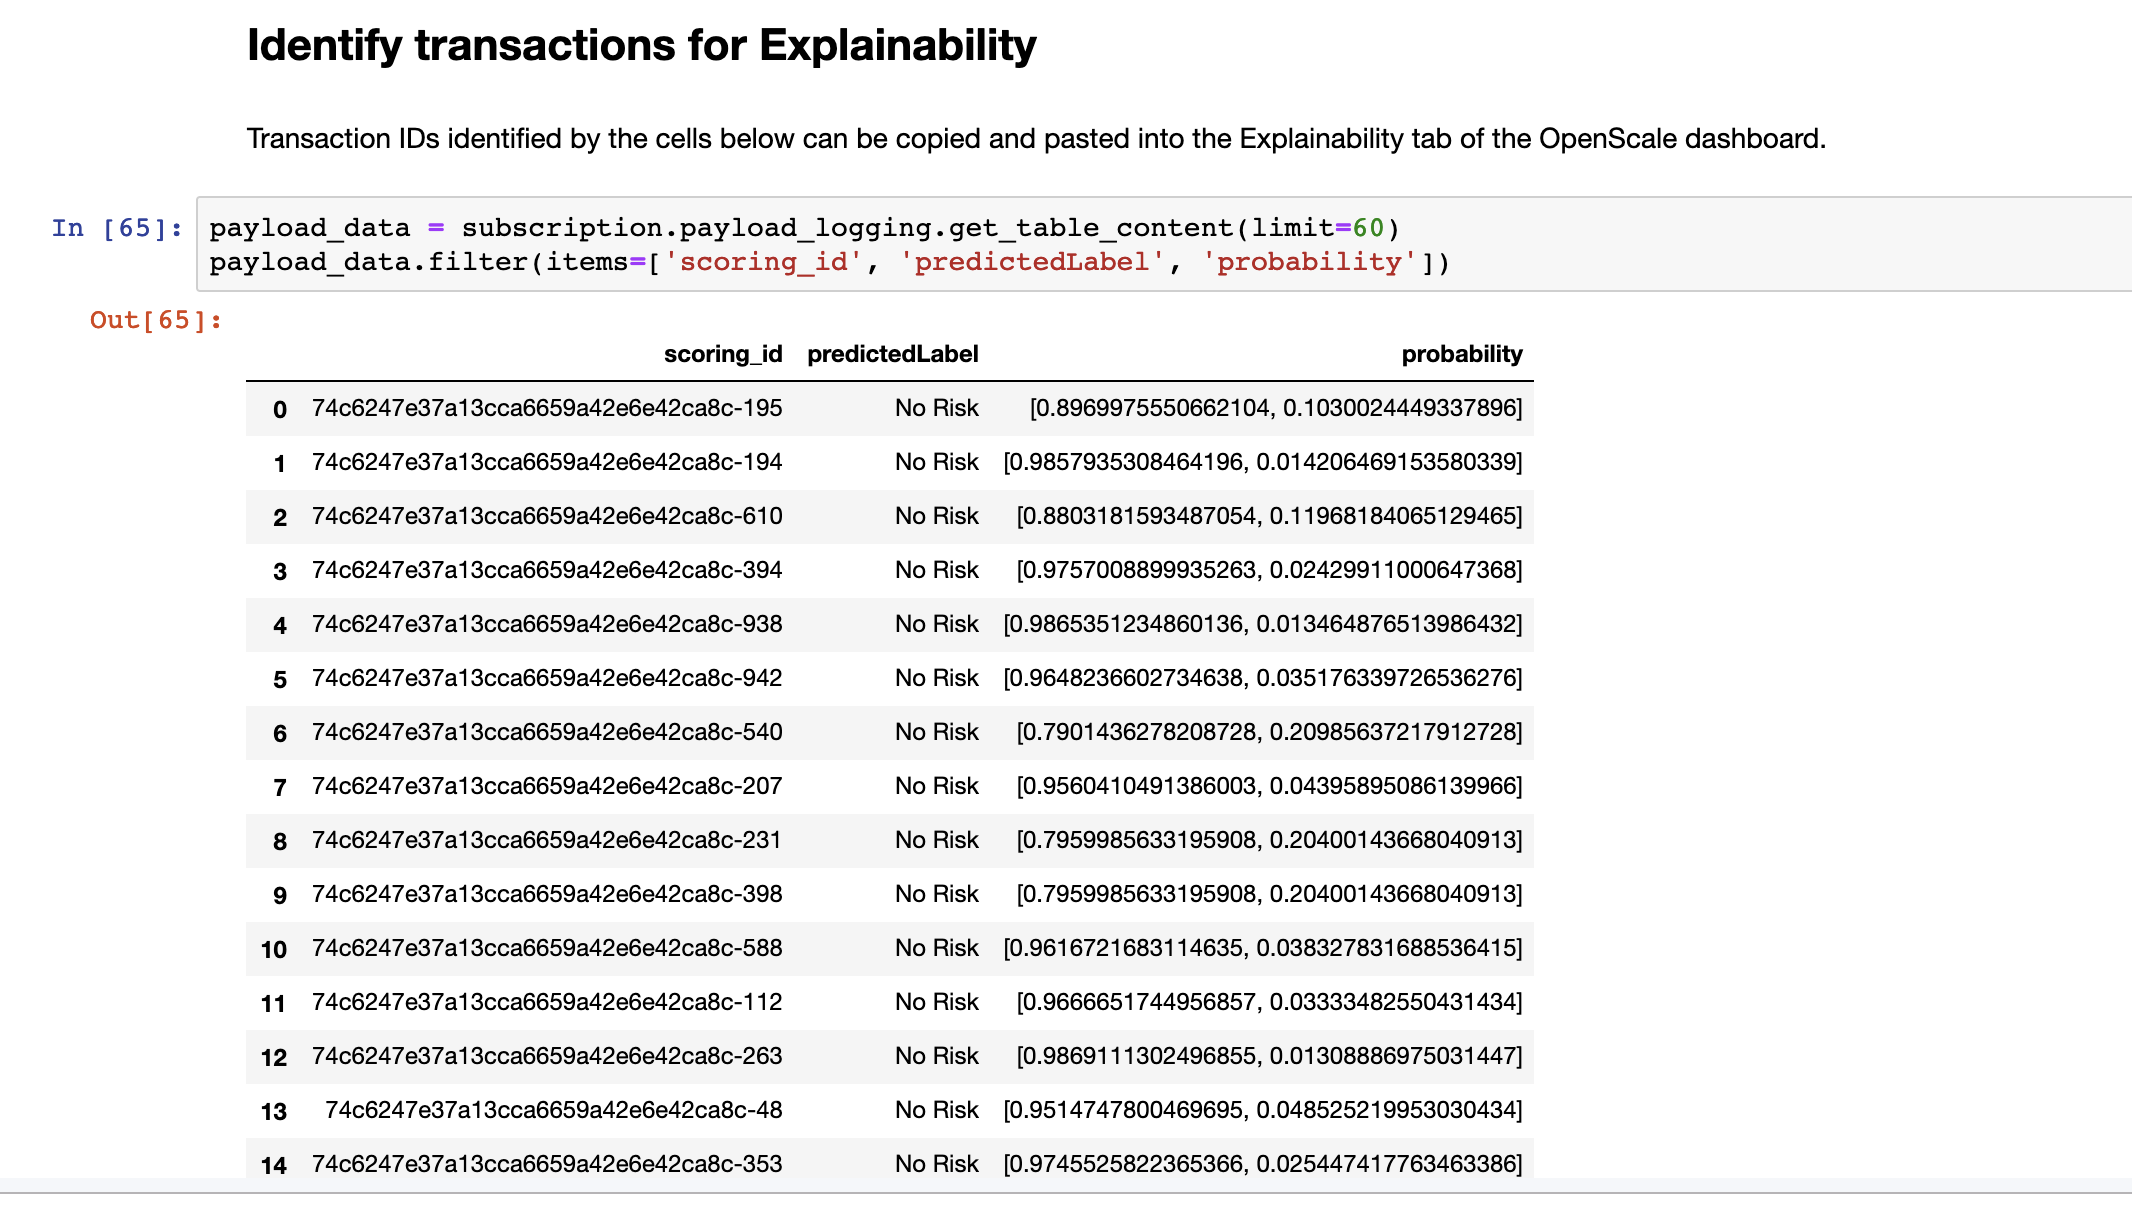 Identify transactions for Explainability
Transaction IDs identified by the cells below can be copied and pasted into the Explainability tab of the OpenScale dashboard.
In [65]: payload_data = subscription.payload_logging.get_table_content(limit=60)
payload_data.filter(items=['scoring_id', 'predictedLabel', 'probability'])
Out[65]:
scoring_id predictedLabel probability
0 74c6247e37a13cca6659a42e6e42ca8c-195 No Risk [0.8969975550662104, 0.1030024449337896]
1 74c6247e37a13cca6659a42e6e42ca8c-194 No Risk [0.9857935308464196, 0.014206469153580339]
2 74c6247e37a13cca6659a42e6e42ca8c-610 No Risk [0.8803181593487054, 0.11968184065129465]
3 74c6247e37a13cca6659a42e6e42ca8c-394 No Risk [0.9757008899935263, 0.02429911000647368]
4 74c6247e37a13cca6659a42e6e42ca8c-938 No Risk [0.9865351234860136, 0.013464876513986432]
5 74c6247e37a13cca6659a42e6e42ca8c-942 No Risk [0.9648236602734638, 0.035176339726536276]
6 74c6247e37a13cca6659a42e6e42ca8c-540 No Risk [0.7901436278208728, 0.20985637217912728]
7 74c6247e37a13cca6659a42e6e42ca8c-207 No Risk [0.9560410491386003, 0.04395895086139966]
8 74c6247e37a13cca6659a42e6e42ca8c-231 No Risk [0.7959985633195908, 0.20400143668040913]
9 74c6247e37a13cca6659a42e6e42ca8c-398 No Risk [0.7959985633195908, 0.20400143668040913]
10 74c6247e37a13cca6659a42e6e42ca8c-588 No Risk [0.9616721683114635, 0.038327831688536415]
11 74c6247e37a13cca6659a42e6e42ca8c-112 No Risk [0.9666651744956857, 0.03333482550431434]
12 74c6247e37a13cca6659a42e6e42ca8c-263 No Risk [0.9869111302496855, 0.01308886975031447]
13 74c6247e37a13cca6659a42e6e42ca8c-48 No Risk [0.9514747800469695, 0.048525219953030434]
14 74c6247e37a13cca6659a42e6e42ca8c-353 No Risk [0.9745525822365366, 0.025447417763463386]